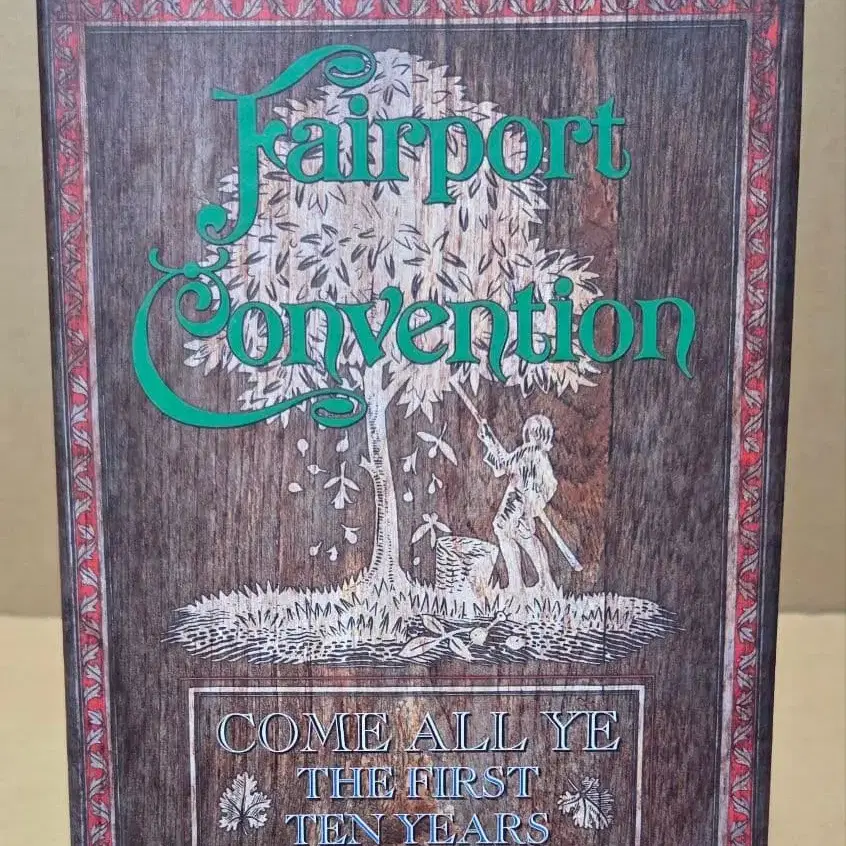 Fairport
Convention
COME ALL YE
THE FIRST
TEN YEARS